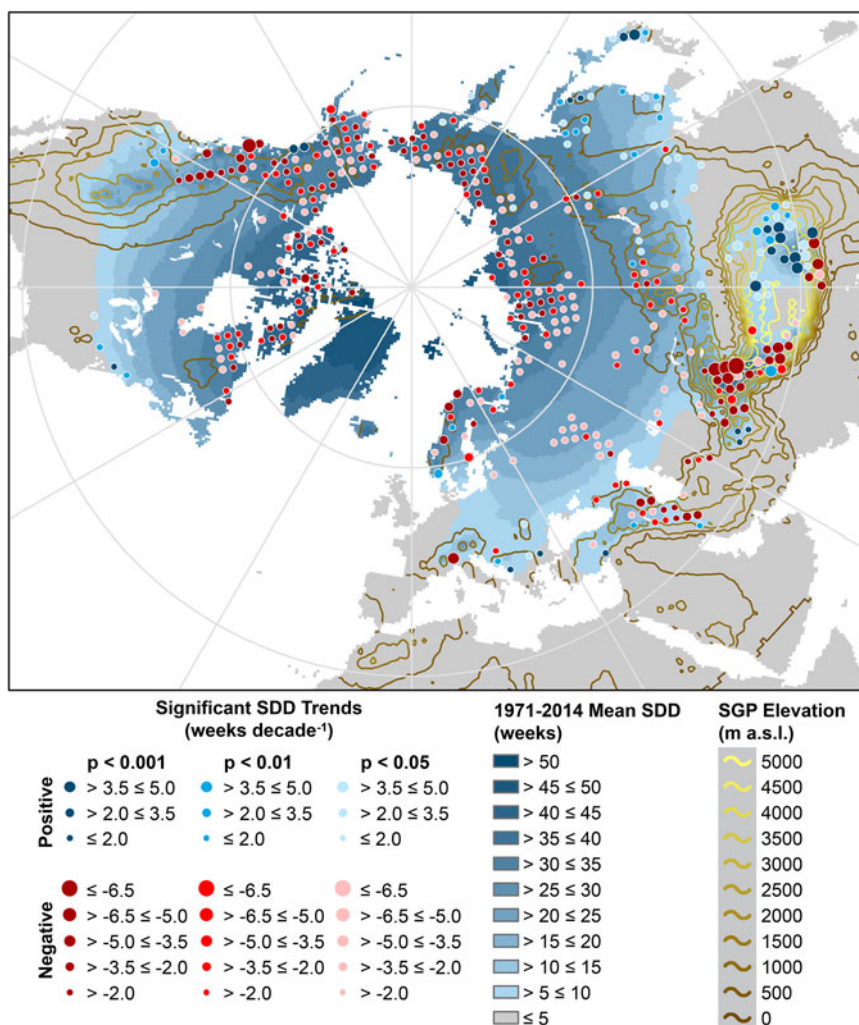 Significant SDD Trends
(weeks decade⁻¹)
p < 0.001 p < 0.01 p < 0.05
Positive
> 3.5 ≤ 5.0 > 3.5 ≤ 5.0 > 3.5 ≤ 5.0
> 2.0 ≤ 3.5 > 2.0 ≤ 3.5 > 2.0 ≤ 3.5
≤ 2.0 ≤ 2.0 ≤ 2.0
Negative
≤ -6.5 ≤ -6.5 ≤ -6.5
> -6.5 ≤ -5.0 > -6.5 ≤ -5.0 > -6.5 ≤ -5.0
> -5.0 ≤ -3.5 > -5.0 ≤ -3.5 > -5.0 ≤ -3.5
> -3.5 ≤ -2.0 > -3.5 ≤ -2.0 > -3.5 ≤ -2.0
> -2.0 > -2.0 > -2.0
1971-2014 Mean SDD
(weeks)
> 50
> 45 ≤ 50
> 40 ≤ 45
> 35 ≤ 40
> 30 ≤ 35
> 25 ≤ 30
> 20 ≤ 25
> 15 ≤ 20
> 10 ≤ 15
> 5 ≤ 10
≤ 5
SGP Elevation
(m a.s.l.)
5000
4500
4000
3500
3000
2500
2000
1500
1000
500
0